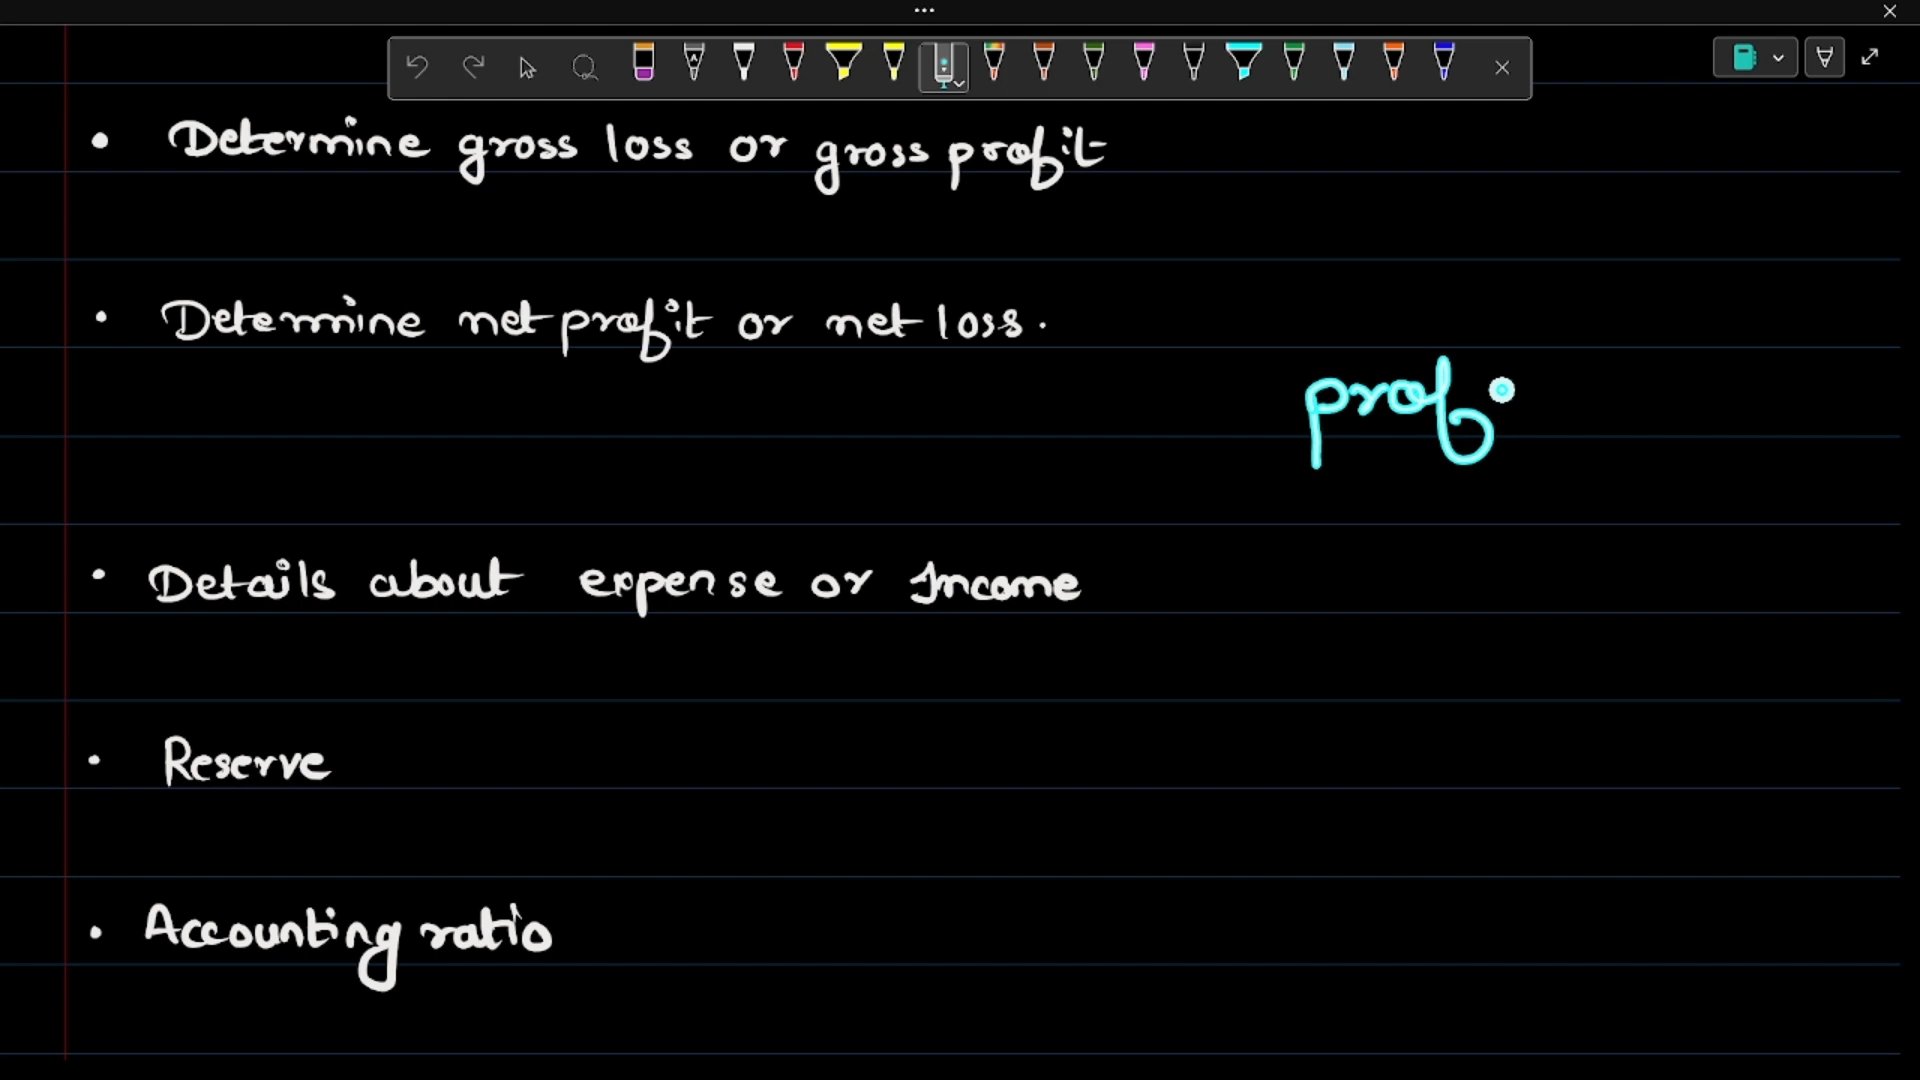 • Determine gross loss or gross profit
• Determine net profit or net loss.
prof
• Details about expense or Income
• Reserve
• Accounting ratio